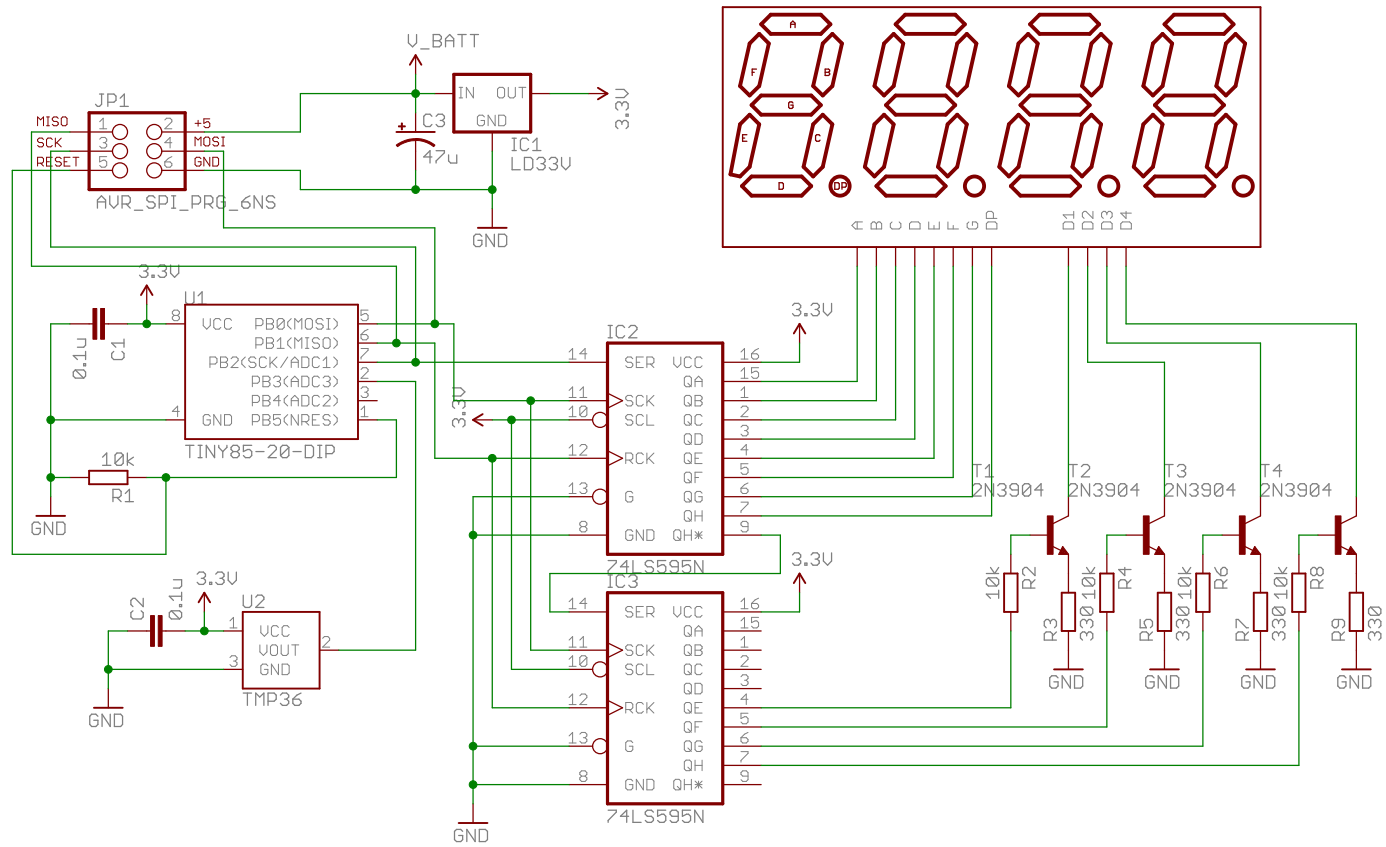 V_BATT
JP1
MISO 1 2 +5
SCK 3 4 MOSI
RESET 5 6 GND
AVR_SPI_PRG_6NS
IN OUT
GND
C3
47u
IC1
LD33V
3.3V
GND
A
F B
G
E C
D DP
A B C D E F G DP D1 D2 D3 D4
3.3V
U1
0.1u
C1
8 VCC PB0(MOSI) 5
PB1(MISO) 6
PB2(SCK/ADC1) 7
PB3(ADC3) 2
PB4(ADC2) 3
4 GND PB5(NRES) 1
TINY85-20-DIP
10k
R1
GND
3.3V
IC2
3.3V
14 SER VCC 16
QA 15
11 SCK QB 1
10 SCL QC 2
QD 3
12 RCK QE 4
QF 5
13 G QG 6
QH 7
8 GND QH* 9
74LS595N
IC3
3.3V
14 SER VCC 16
QA 15
11 SCK QB 1
10 SCL QC 2
QD 3
12 RCK QE 4
QF 5
13 G QG 6
QH 7
8 GND QH* 9
74LS595N
GND
C2
0.1u
3.3V
U2
1 VCC
VOUT 2
3 GND
TMP36
GND
T1 T2 T3 T4
2N3904 2N3904 2N3904 2N3904
10k R2 10k R4 10k R6 10k R8
R3 330 R5 330 R7 330 R9 330
GND GND GND GND